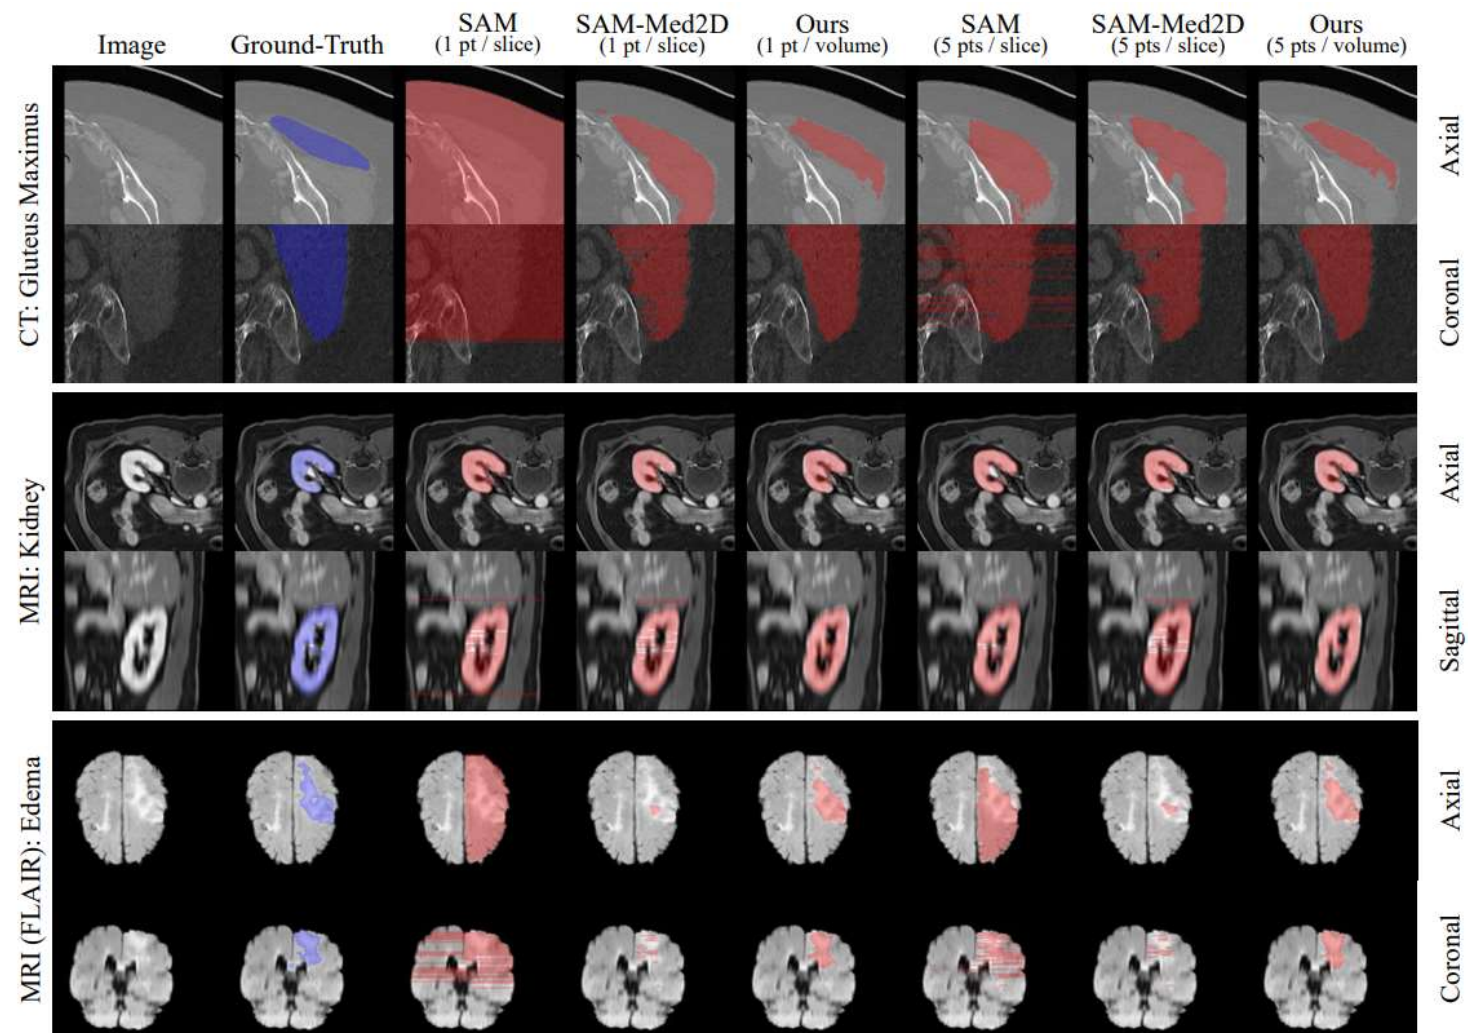 Image
Ground-Truth
SAM
(1 pt / slice)
SAM-Med2D
(1 pt / slice)
Ours
(1 pt / volume)
SAM
(5 pts / slice)
SAM-Med2D
(5 pts / slice)
Ours
(5 pts / volume)
CT: Gluteus Maximus
Axial
Coronal
MRI: Kidney
Axial
Sagittal
MRI (FLAIR): Edema
Axial
Coronal